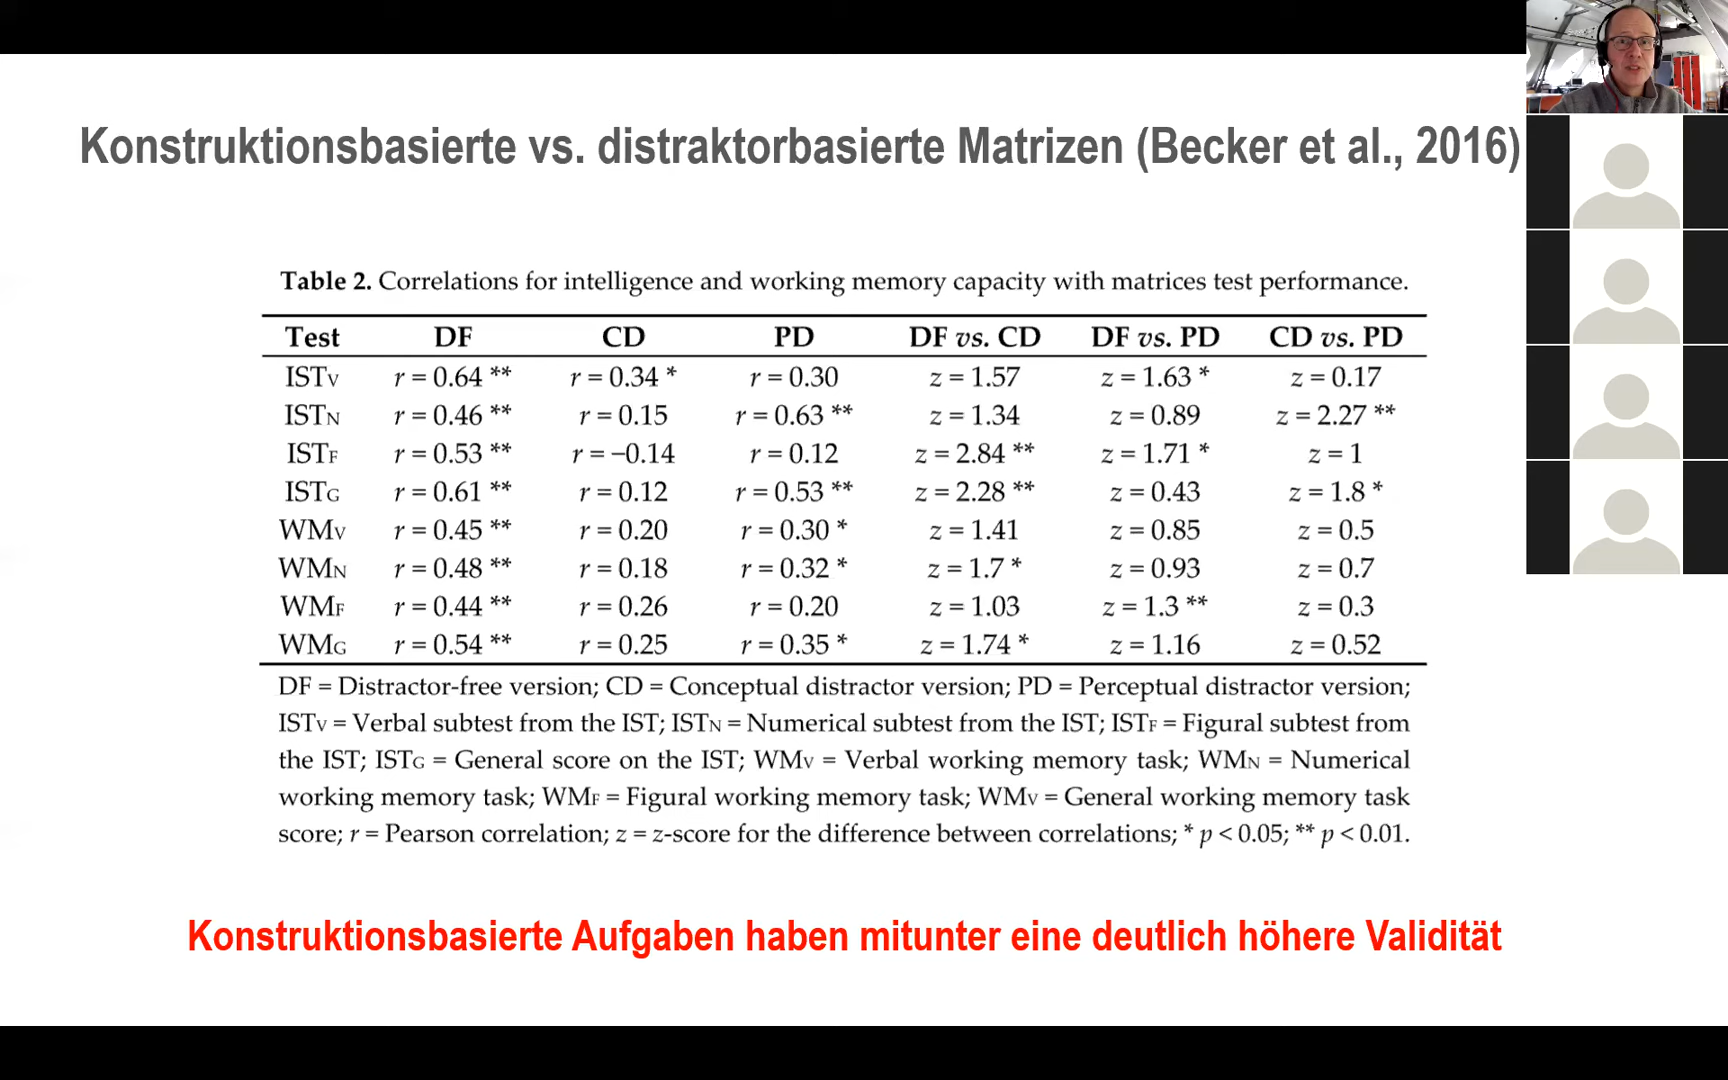 Konstruktionsbasierte vs. distraktorbasierte Matrizen (Becker et al., 2016)
Table 2. Correlations for intelligence and working memory capacity with matrices test performance.
Test DF CD PD DF vs. CD DF vs. PD CD vs. PD
ISTV r = 0.64 ** r = 0.34 * r = 0.30 z = 1.57 z = 1.63 * z = 0.17
ISTN r = 0.46 ** r = 0.15 r = 0.63 ** z = 1.34 z = 0.89 z = 2.27 **
ISTF r = 0.53 ** r = −0.14 r = 0.12 z = 2.84 ** z = 1.71 * z = 1
ISTG r = 0.61 ** r = 0.12 r = 0.53 ** z = 2.28 ** z = 0.43 z = 1.8 *
WMV r = 0.45 ** r = 0.20 r = 0.30 * z = 1.41 z = 0.85 z = 0.5
WMN r = 0.48 ** r = 0.18 r = 0.32 * z = 1.7 * z = 0.93 z = 0.7
WMF r = 0.44 ** r = 0.26 r = 0.20 z = 1.03 z = 1.3 ** z = 0.3
WMG r = 0.54 ** r = 0.25 r = 0.35 * z = 1.74 * z = 1.16 z = 0.52
DF = Distractor-free version; CD = Conceptual distractor version; PD = Perceptual distractor version;
ISTV = Verbal subtest from the IST; ISTN = Numerical subtest from the IST; ISTF = Figural subtest from
the IST; ISTG = General score on the IST; WMV = Verbal working memory task; WMN = Numerical
working memory task; WMF = Figural working memory task; WMV = General working memory task
score; r = Pearson correlation; z = z-score for the difference between correlations; * p < 0.05; ** p < 0.01.
Konstruktionsbasierte Aufgaben haben mitunter eine deutlich höhere Validität